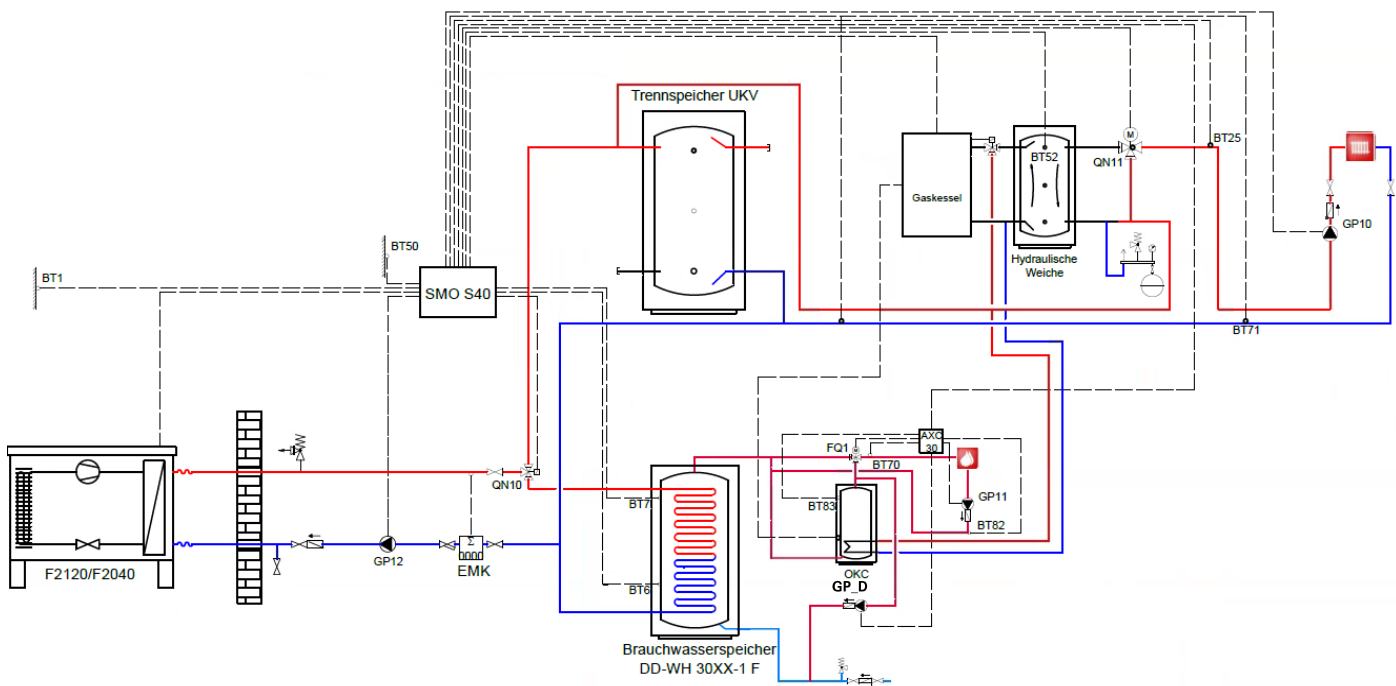 Trennspeicher UKV
BT25
M
BT52
QN11
Gaskessel
GP10
BT50
Hydraulische
Weiche
BT1
SMO S40
BT71
AXC
30
FQ1
BT70
QN10
BT7
BT83
GP11
BT82
Σ
GP12
EMK
F2120/F2040
BT6
OKC
GP_D
Brauchwasserspeicher
DD-WH 30XX-1 F